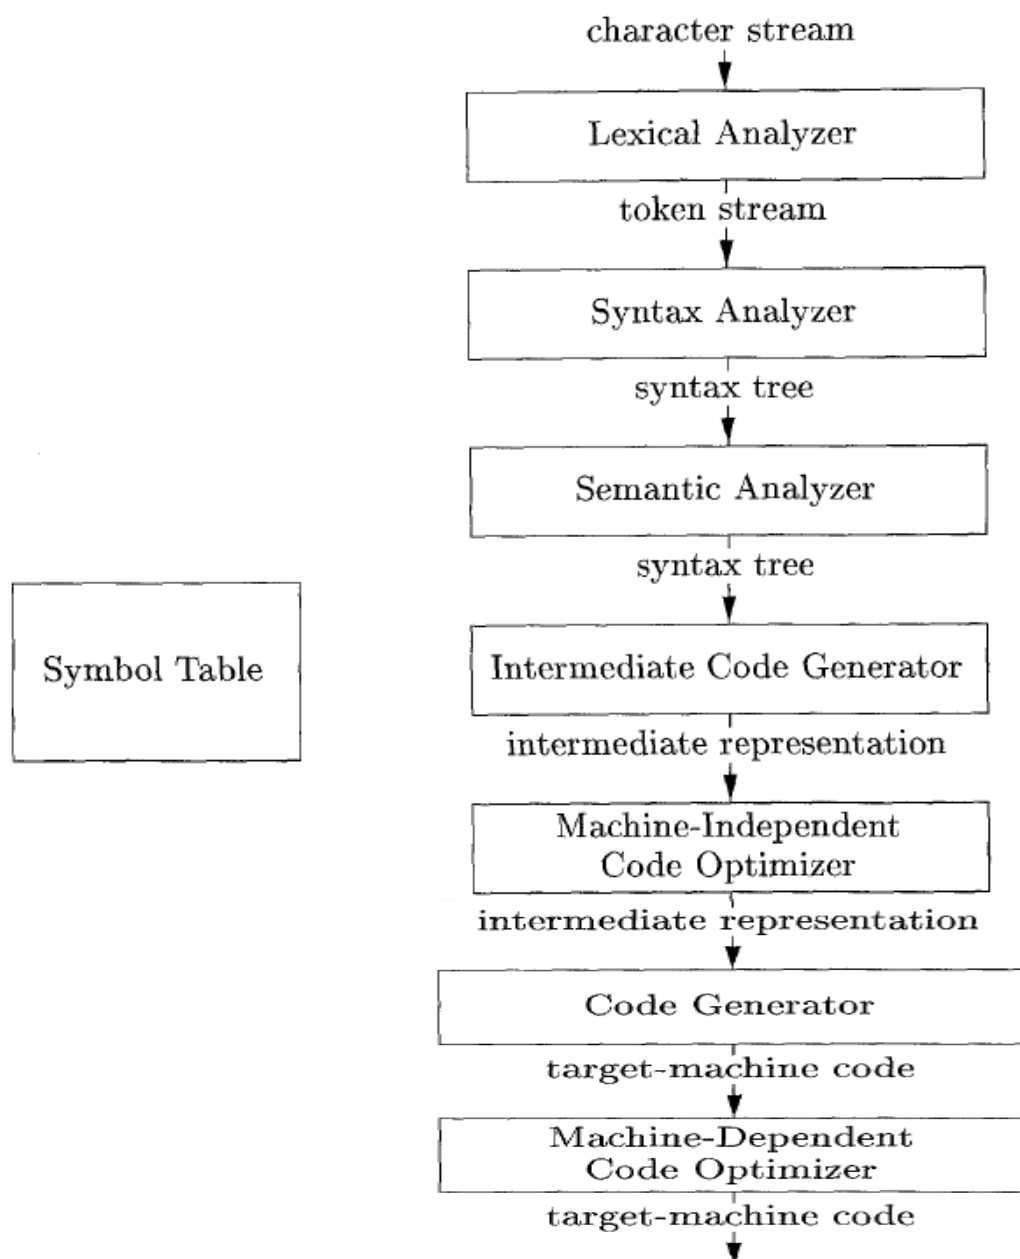 character stream
Lexical Analyzer
token stream
Syntax Analyzer
syntax tree
Semantic Analyzer
syntax tree
Symbol Table
Intermediate Code Generator
intermediate representation
Machine-Independent
Code Optimizer
intermediate representation
Code Generator
target-machine code
Machine-Dependent
Code Optimizer
target-machine code